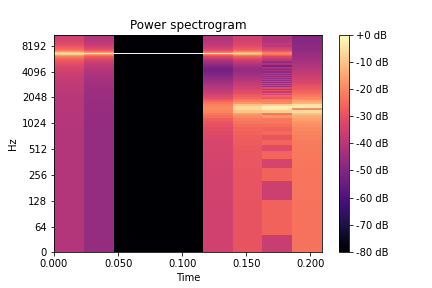 Power spectrogram
8192
4096
2048
1024
512
256
128
64
0
Hz
0.000 0.050 0.100 0.150 0.200
Time
+0 dB
-10 dB
-20 dB
-30 dB
-40 dB
-50 dB
-60 dB
-70 dB
-80 dB